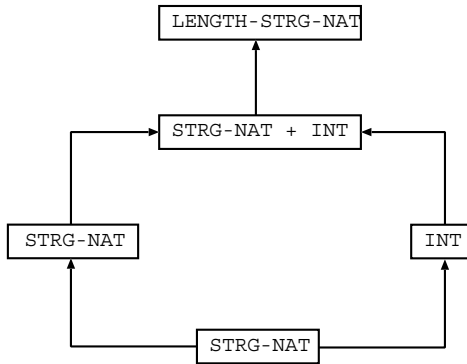 LENGTH-STRG-NAT
STRG-NAT + INT
STRG-NAT
INT
STRG-NAT